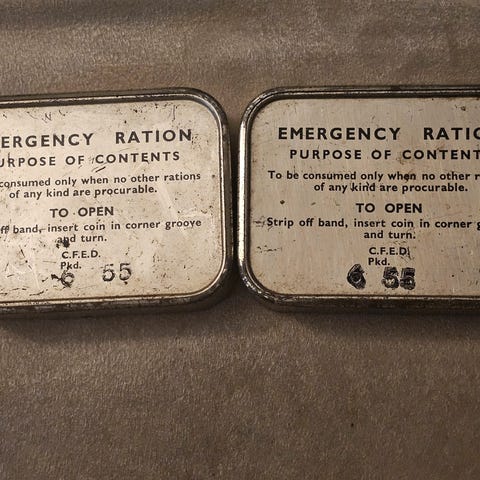 ERGENCY RATION
URPOSE OF CONTENTS
consumed only when no other rations
of any kind are procurable.
TO OPEN
off band, insert coin in corner groove
and turn.
C.F.E.D.
Pkd.
6 55
EMERGENCY RATIO
PURPOSE OF CONTENT
To be consumed only when no other r
of any kind are procurable.
TO OPEN
Strip off band, insert coin in corner g
and turn.
C.F.E.D.
Pkd.
6 55